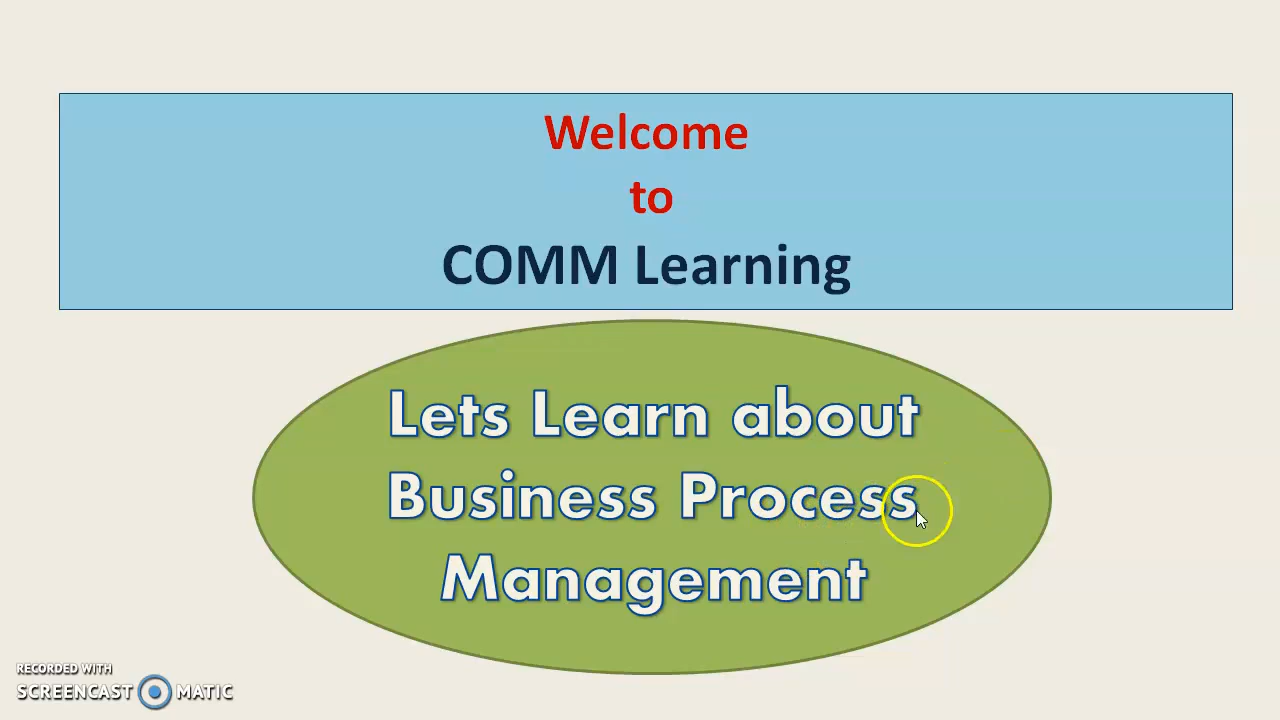 Welcome
to
COMM Learning
Lets Learn about
Business Process
Management
RECORDED WITH
SCREENCAST MATIC